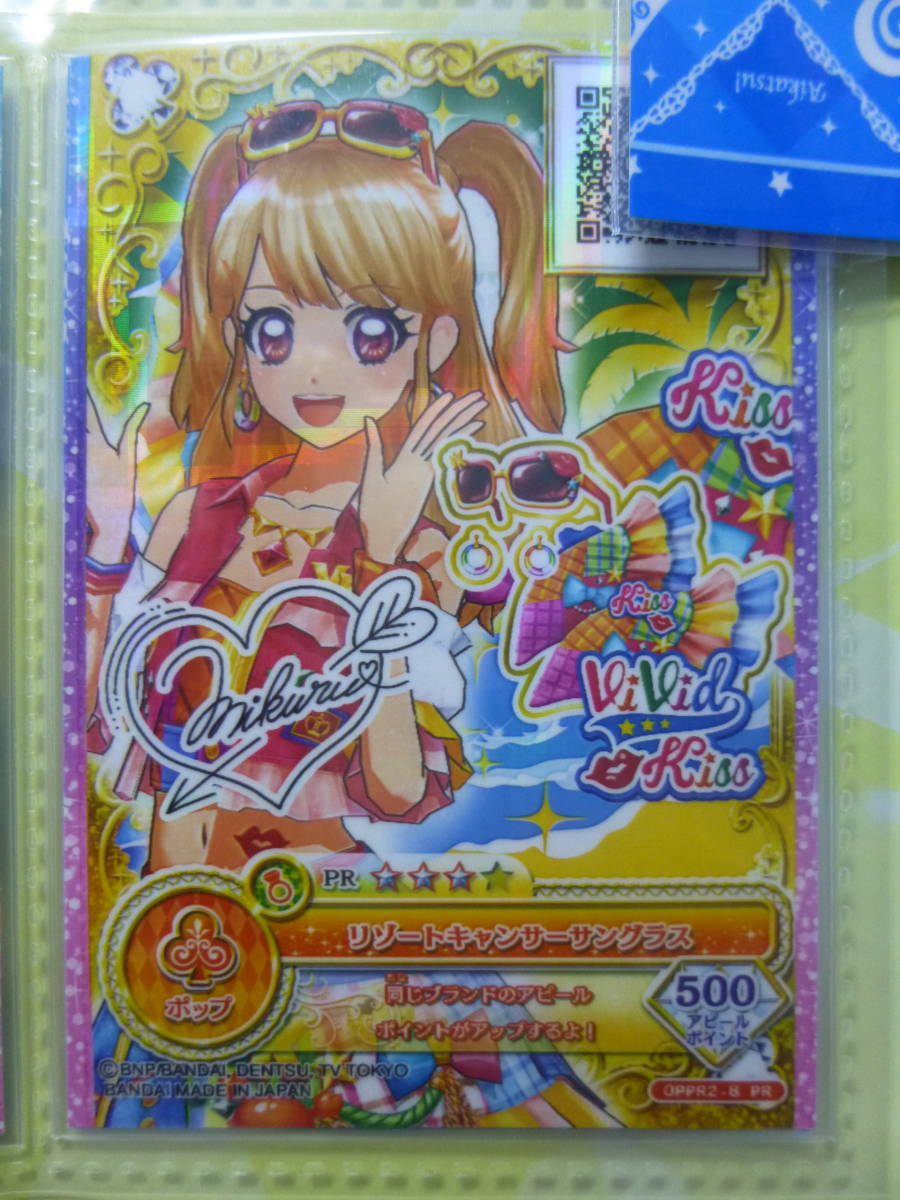 Aikatsu!
Kiss
Kiss
ViVid
Kiss
Mikuru
PR
リゾートキャンサーサングラス
ポップ
同じブランドのアピール
ポイントがアップするよ！
500
アピール
ポイント
©BNP/BANDAI, DENTSU, TV TOKYO
BANDAI MADE IN JAPAN
OPPR2-8 PR